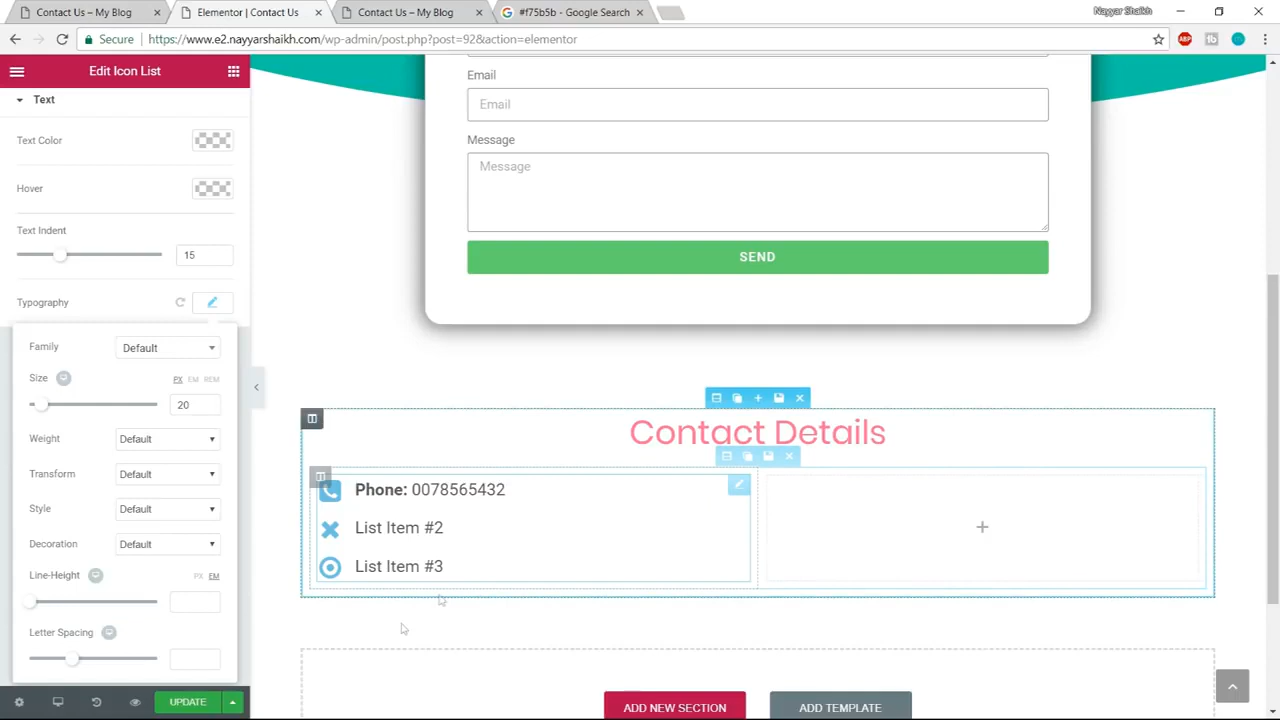 Contact Us – My Blog
Elementor | Contact Us
Contact Us – My Blog
#f75b5b - Google Search
Nayyar Shaikh
Secure
https://www.e2.nayyarshaikh.com/wp-admin/post.php?post=92&action=elementor
ABP
tb
Edit Icon List
Text
Text Color
Hover
Text Indent
15
Typography
Family
Default
Size
PX EM REM
20
Weight
Default
Transform
Default
Style
Default
Decoration
Default
Line-Height
PX EM
Letter Spacing
UPDATE
Email
Email
Message
Message
SEND
Contact Details
Phone: 0078565432
List Item #2
List Item #3
ADD NEW SECTION
ADD TEMPLATE